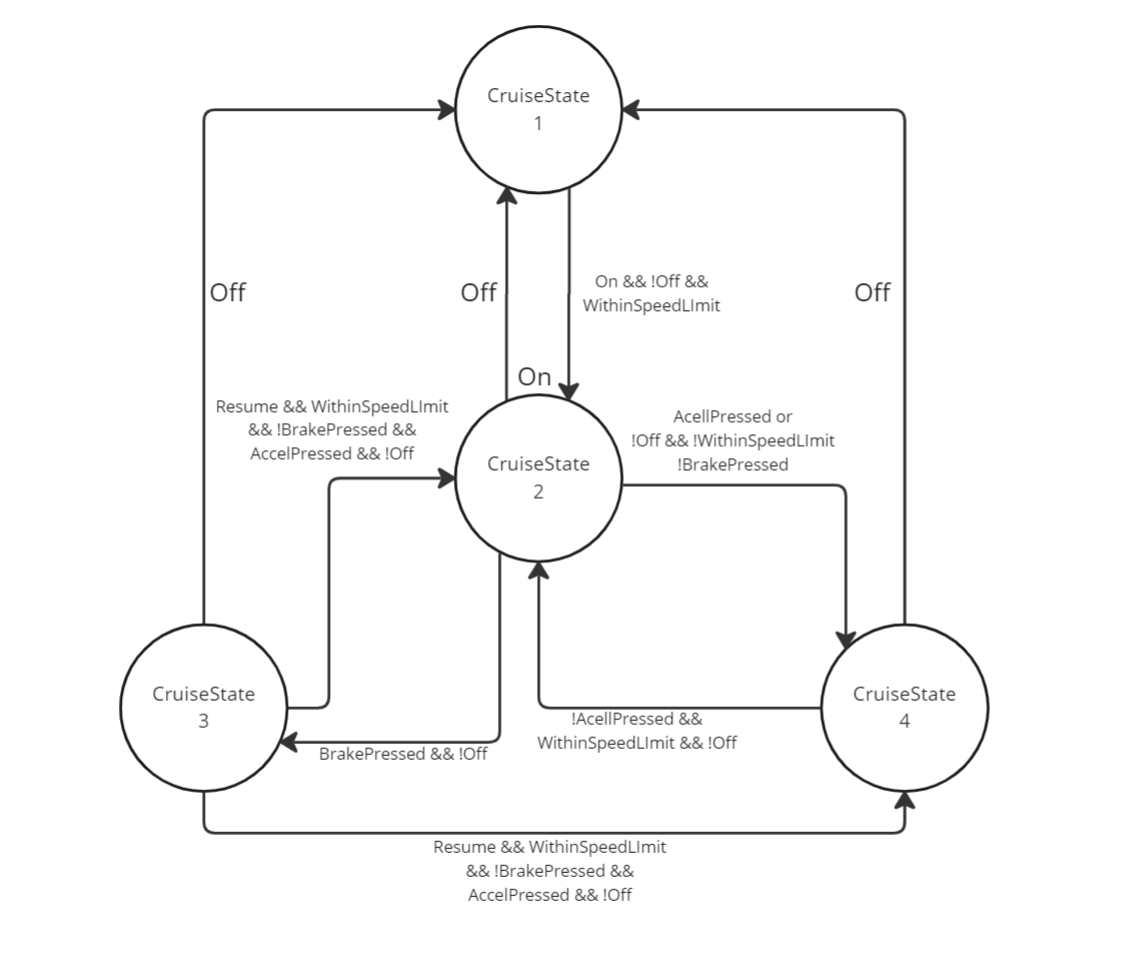 CruiseState
1
Off
Off
On && !Off &&
WithinSpeedLImit
Off
On
Resume && WithinSpeedLImit
&& !BrakePressed &&
AccelPressed && !Off
AcellPressed or
!Off && !WithinSpeedLImit
!BrakePressed
CruiseState
2
CruiseState
3
CruiseState
4
!AcellPressed &&
WithinSpeedLImit && !Off
BrakePressed && !Off
Resume && WithinSpeedLImit
&& !BrakePressed &&
AccelPressed && !Off